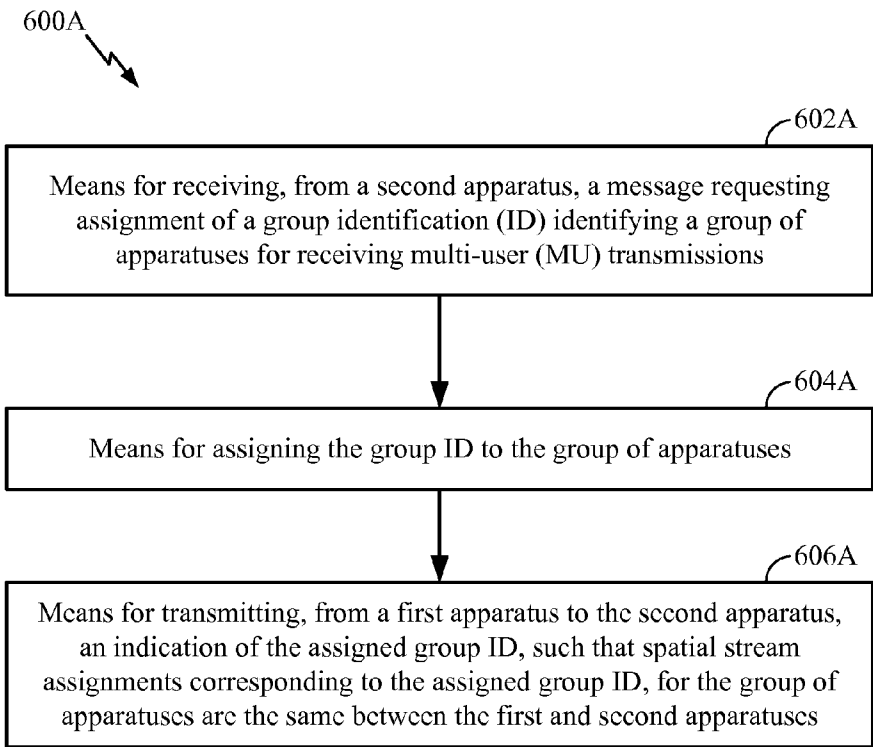 600A
602A
Means for receiving, from a second apparatus, a message requesting
assignment of a group identification (ID) identifying a group of
apparatuses for receiving multi-user (MU) transmissions
604A
Means for assigning the group ID to the group of apparatuses
606A
Means for transmitting, from a first apparatus to the second apparatus,
an indication of the assigned group ID, such that spatial stream
assignments corresponding to the assigned group ID, for the group of
apparatuses are the same between the first and second apparatuses